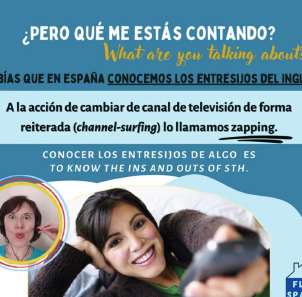 ¿PERO QUÉ ME ESTÁS CONTANDO?
What are you talking about
BÍAS QUE EN ESPAÑA CONOCEMOS LOS ENTRESIJOS DEL INGL
A la acción de cambiar de canal de televisión de forma
reiterada (channel-surfing) lo llamamos zapping.
CONOCER LOS ENTRESIJOS DE ALGO ES
TO KNOW THE INS AND OUTS OF STH.